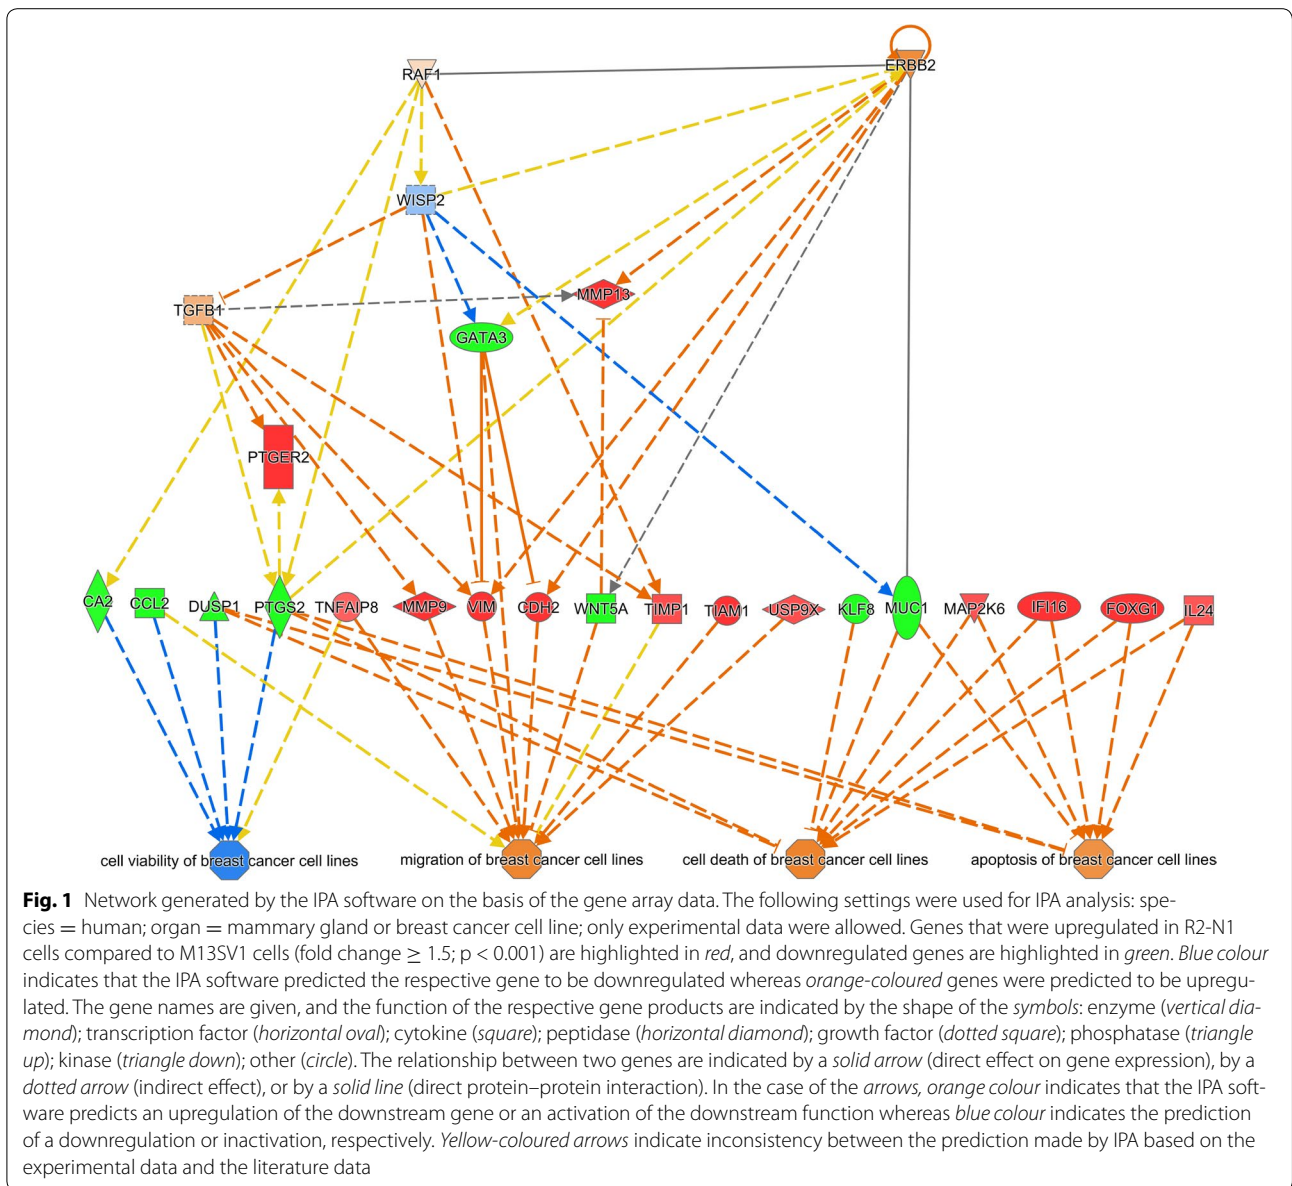 RAF1
ERBB2
WISP2
TGFB1
MMP13
GATA3
PTGER2
CA2
CCL2
DUSP1
PTGS2
TNFAIP8
MMP9
VIM
CDH2
WNT5A
TIMP1
TIAM1
USP9X
KLF8
MUC1
MAP2K6
IFI16
FOXG1
IL24
cell viability of breast cancer cell lines
migration of breast cancer cell lines
cell death of breast cancer cell lines
apoptosis of breast cancer cell lines
Fig. 1 Network generated by the IPA software on the basis of the gene array data. The following settings were used for IPA analysis: spe-
cies = human; organ = mammary gland or breast cancer cell line; only experimental data were allowed. Genes that were upregulated in R2-N1
cells compared to M13SV1 cells (fold change ≥ 1.5; p < 0.001) are highlighted in red, and downregulated genes are highlighted in green. Blue colour
indicates that the IPA software predicted the respective gene to be downregulated whereas orange-coloured genes were predicted to be upregu-
lated. The gene names are given, and the function of the respective gene products are indicated by the shape of the symbols: enzyme (vertical dia-
mond); transcription factor (horizontal oval); cytokine (square); peptidase (horizontal diamond); growth factor (dotted square); phosphatase (triangle
up); kinase (triangle down); other (circle). The relationship between two genes are indicated by a solid arrow (direct effect on gene expression), by a
dotted arrow (indirect effect), or by a solid line (direct protein–protein interaction). In the case of the arrows, orange colour indicates that the IPA soft-
ware predicts an upregulation of the downstream gene or an activation of the downstream function whereas blue colour indicates the prediction
of a downregulation or inactivation, respectively. Yellow-coloured arrows indicate inconsistency between the prediction made by IPA based on the
experimental data and the literature data